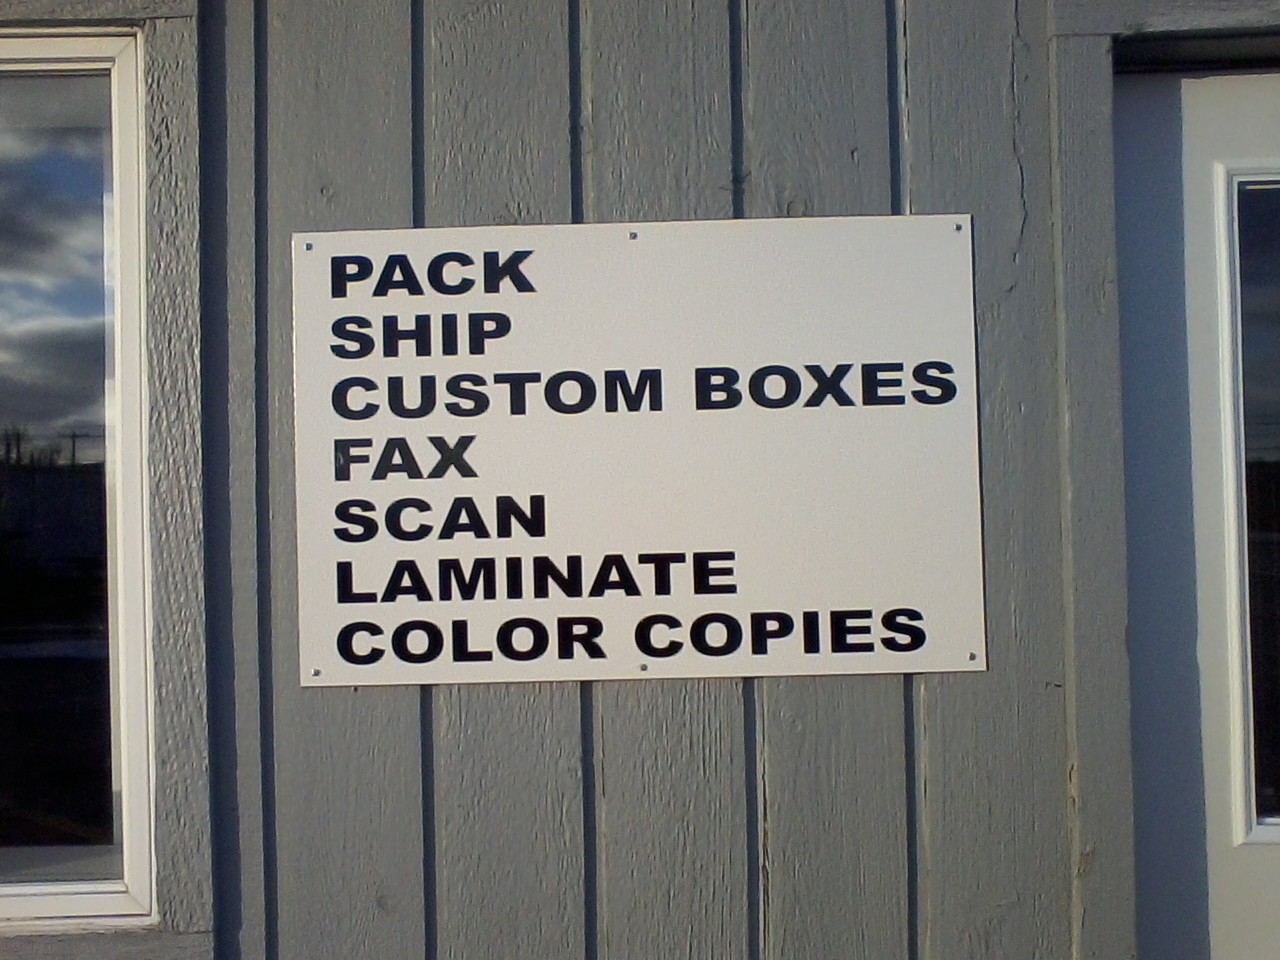 PACK
SHIP
CUSTOM BOXES
FAX
SCAN
LAMINATE
COLOR COPIES